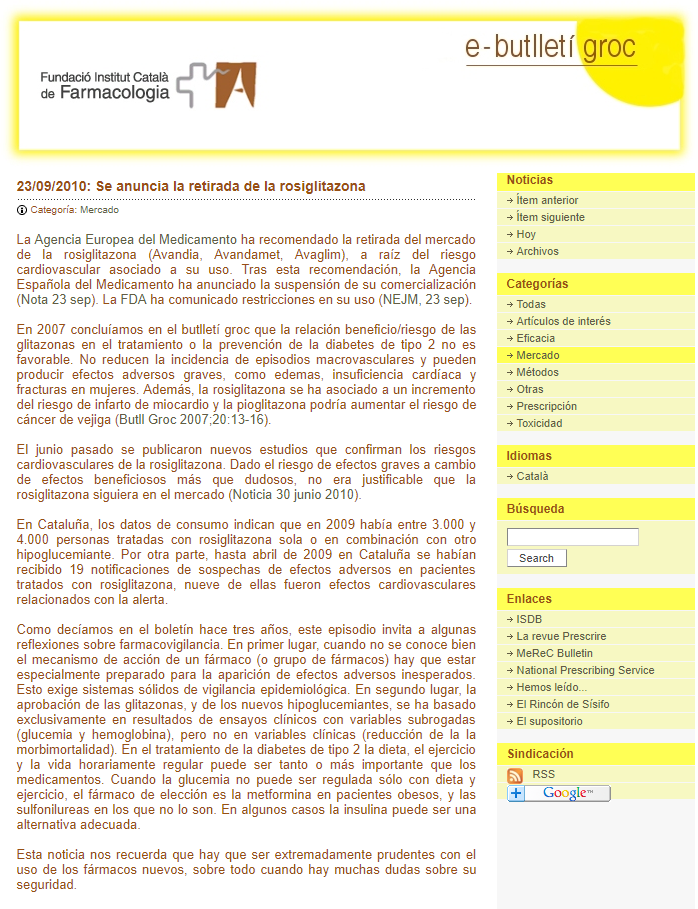 e-butlletí groc
Fundació Institut Català
de Farmacologia
23/09/2010: Se anuncia la retirada de la rosiglitazona
Categoría: Mercado
La Agencia Europea del Medicamento ha recomendado la retirada del mercado
de la rosiglitazona (Avandia, Avandamet, Avaglim), a raíz del riesgo
cardiovascular asociado a su uso. Tras esta recomendación, la Agencia
Española del Medicamento ha anunciado la suspensión de su comercialización
(Nota 23 sep). La FDA ha comunicado restricciones en su uso (NEJM, 23 sep).
En 2007 concluíamos en el butlletí groc que la relación beneficio/riesgo de las
glitazonas en el tratamiento o la prevención de la diabetes de tipo 2 no es
favorable. No reducen la incidencia de episodios macrovasculares y pueden
producir efectos adversos graves, como edemas, insuficiencia cardíaca y
fracturas en mujeres. Además, la rosiglitazona se ha asociado a un incremento
del riesgo de infarto de miocardio y la pioglitazona podría aumentar el riesgo de
cáncer de vejiga (Butll Groc 2007;20:13-16).
El junio pasado se publicaron nuevos estudios que confirman los riesgos
cardiovasculares de la rosiglitazona. Dado el riesgo de efectos graves a cambio
de efectos beneficiosos más que dudosos, no era justificable que la
rosiglitazona siguiera en el mercado (Noticia 30 junio 2010).
En Cataluña, los datos de consumo indican que en 2009 había entre 3.000 y
4.000 personas tratadas con rosiglitazona sola o en combinación con otro
hipoglucemiante. Por otra parte, hasta abril de 2009 en Cataluña se habían
recibido 19 notificaciones de sospechas de efectos adversos en pacientes
tratados con rosiglitazona, nueve de ellas fueron efectos cardiovasculares
relacionados con la alerta.
Como decíamos en el boletín hace tres años, este episodio invita a algunas
reflexiones sobre farmacovigilancia. En primer lugar, cuando no se conoce bien
el mecanismo de acción de un fármaco (o grupo de fármacos) hay que estar
especialmente preparado para la aparición de efectos adversos inesperados.
Esto exige sistemas sólidos de vigilancia epidemiológica. En segundo lugar, la
aprobación de las glitazonas, y de los nuevos hipoglucemiantes, se ha basado
exclusivamente en resultados de ensayos clínicos con variables subrogadas
(glucemia y hemoglobina), pero no en variables clínicas (reducción de la la
morbimortalidad). En el tratamiento de la diabetes de tipo 2 la dieta, el ejercicio
y la vida horariamente regular puede ser tanto o más importante que los
medicamentos. Cuando la glucemia no puede ser regulada sólo con dieta y
ejercicio, el fármaco de elección es la metformina en pacientes obesos, y las
sulfonilureas en los que no lo son. En algunos casos la insulina puede ser una
alternativa adecuada.
Esta noticia nos recuerda que hay que ser extremadamente prudentes con el
uso de los fármacos nuevos, sobre todo cuando hay muchas dudas sobre su
seguridad.
Noticias
Ítem anterior
Ítem siguiente
Hoy
Archivos
Categorías
Todas
Artículos de interés
Eficacia
Mercado
Métodos
Otras
Prescripción
Toxicidad
Idiomas
Català
Búsqueda
Search
Enlaces
ISDB
La revue Prescrire
MeReC Bulletin
National Prescribing Service
Hemos leído...
El Rincón de Sísifo
El supositorio
Sindicación
RSS
Google™